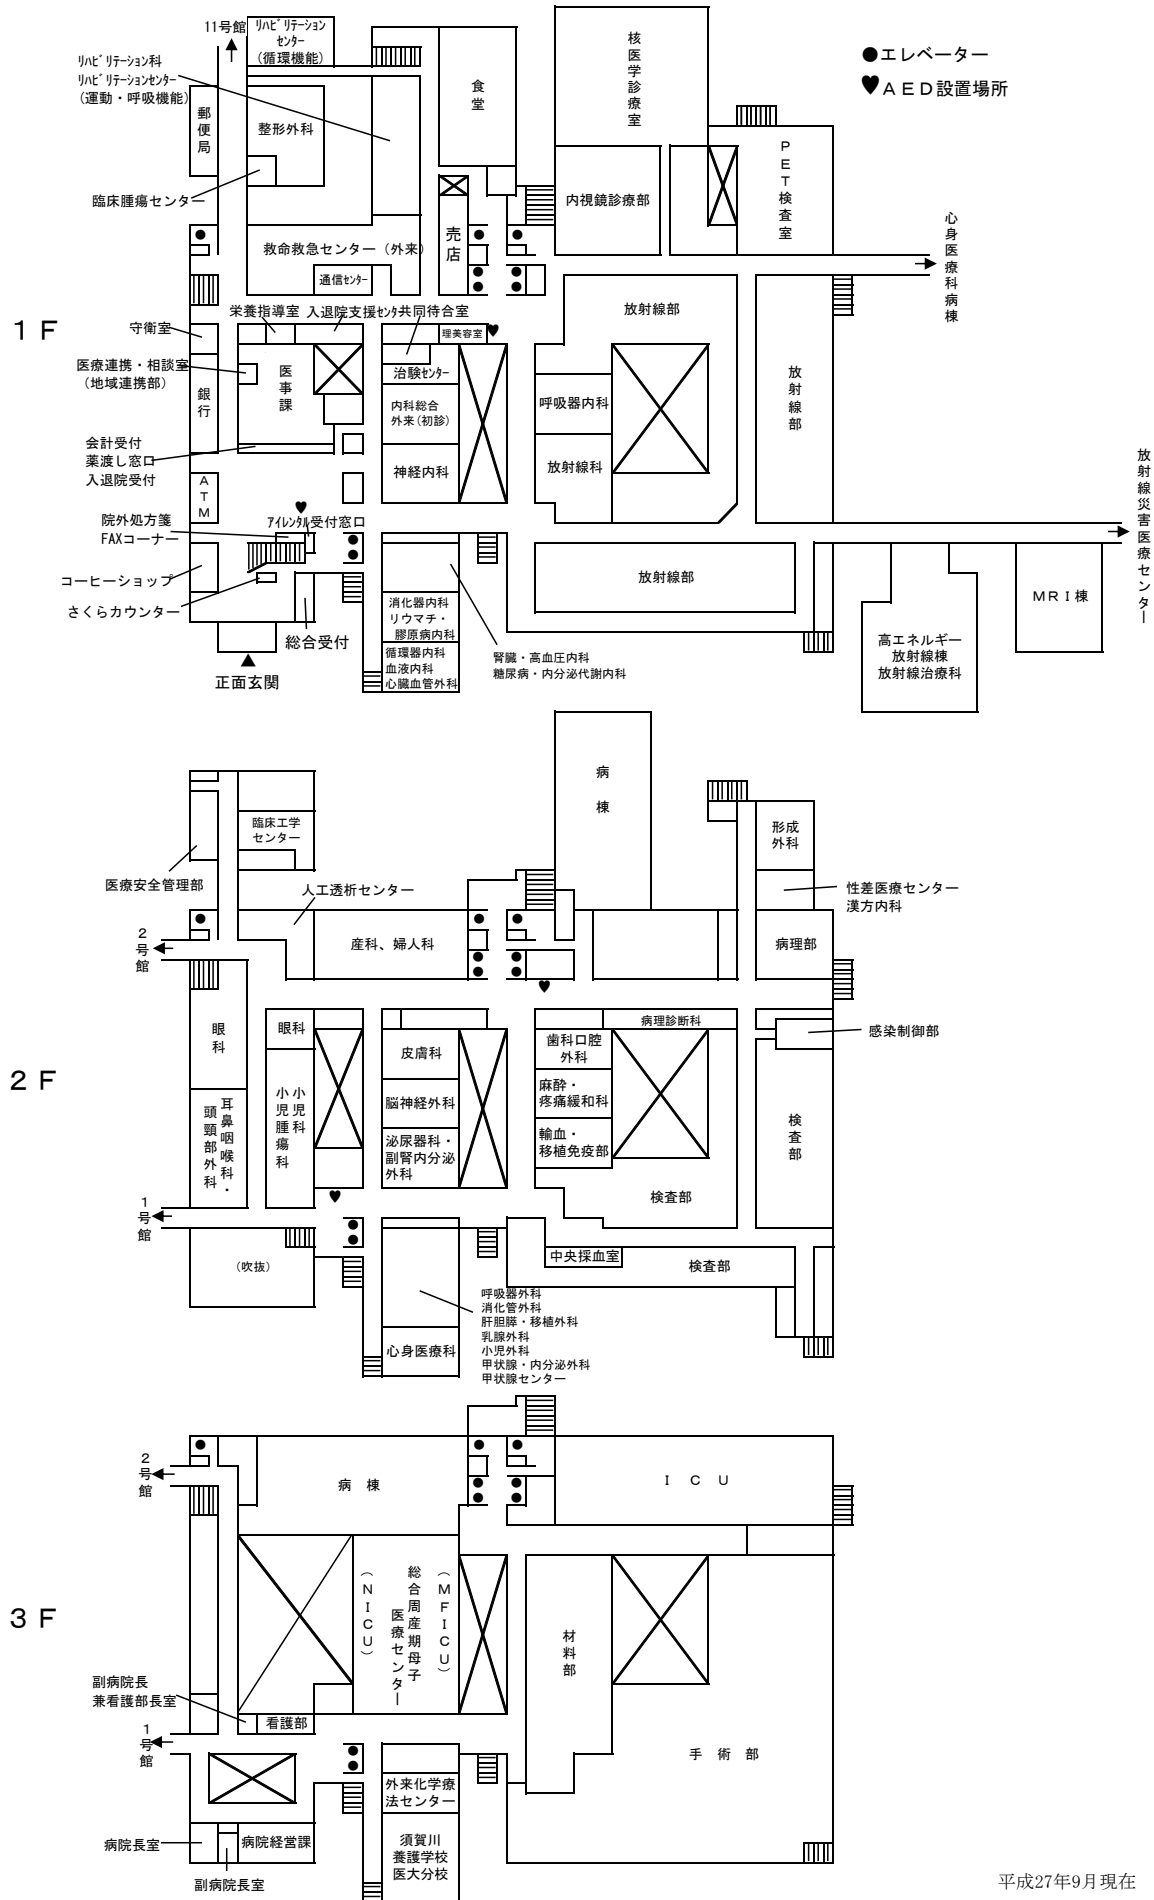 11号館
リハビリテーション
センター
(循環機能)
リハビリテーション科
リハビリテーションセンター
(運動・呼吸機能)
郵便局
整形外科
食堂
核医学診療室
●エレベーター
♥ＡＥＤ設置場所
ＰＥＴ検査室
臨床腫瘍センター
内視鏡診療部
売店
救命救急センター（外来）
通信センター
心身医療科病棟
栄養指導室
入退院支援センタ
共同待合室
放射線部
１Ｆ
守衛室
理美容室
医療連携・相談室
（地域連携部）
医事課
治験センター
銀行
内科総合
外来(初診)
呼吸器内科
放射線部
会計受付
薬渡し窓口
入退院受付
神経内科
放射線科
ＡＴＭ
放射線災害医療センター
院外処方箋
FAXコーナー
アイレンタル受付窓口
コーヒーショップ
さくらカウンター
放射線部
ＭＲＩ棟
総合受付
消化器内科
リウマチ・
膠原病内科
循環器内科
血液内科
心臓血管外科
腎臓・高血圧内科
糖尿病・内分泌代謝内科
高エネルギー
放射線棟
放射線治療科
正面玄関
病棟
臨床工学
センター
形成
外科
医療安全管理部
人工透析センター
性差医療センター
漢方内科
２号館
産科、婦人科
病理部
眼科
眼科
病理診断科
感染制御部
皮膚科
歯科口腔
外科
２Ｆ
耳鼻咽喉科・
頭頸部外科
小児科
小児腫瘍科
脳神経外科
麻酔・
疼痛緩和科
検査部
泌尿器科・
副腎内分泌
外科
輸血・
移植免疫部
１号館
検査部
(吹抜)
中央採血室
検査部
呼吸器外科
消化管外科
肝胆膵・移植外科
乳腺外科
小児外科
甲状腺・内分泌外科
甲状腺センター
心身医療科
２号館
病棟
ＩＣＵ
３Ｆ
（ＮＩＣＵ）
総合周産期母子
医療センター
（ＭＦＩＣＵ）
材料部
副病院長
兼看護部長室
看護部
１号館
手術部
外来化学療
法センター
病院長室
病院経営課
副病院長室
須賀川
養護学校
医大分校
平成27年9月現在